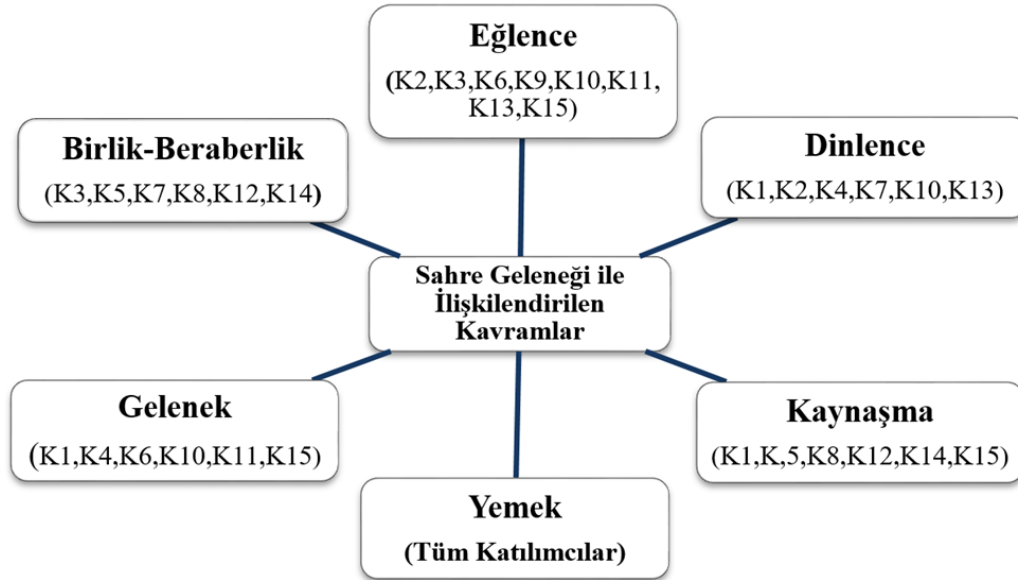 Eğlence
(K2,K3,K6,K9,K10,K11,
K13,K15)
Birlik-Beraberlik
(K3,K5,K7,K8,K12,K14)
Dinlence
(K1,K2,K4,K7,K10,K13)
Sahre Geleneği ile
İlişkilendirilen
Kavramlar
Gelenek
(K1,K4,K6,K10,K11,K15)
Kaynaşma
(K1,K,5,K8,K12,K14,K15)
Yemek
(Tüm Katılımcılar)